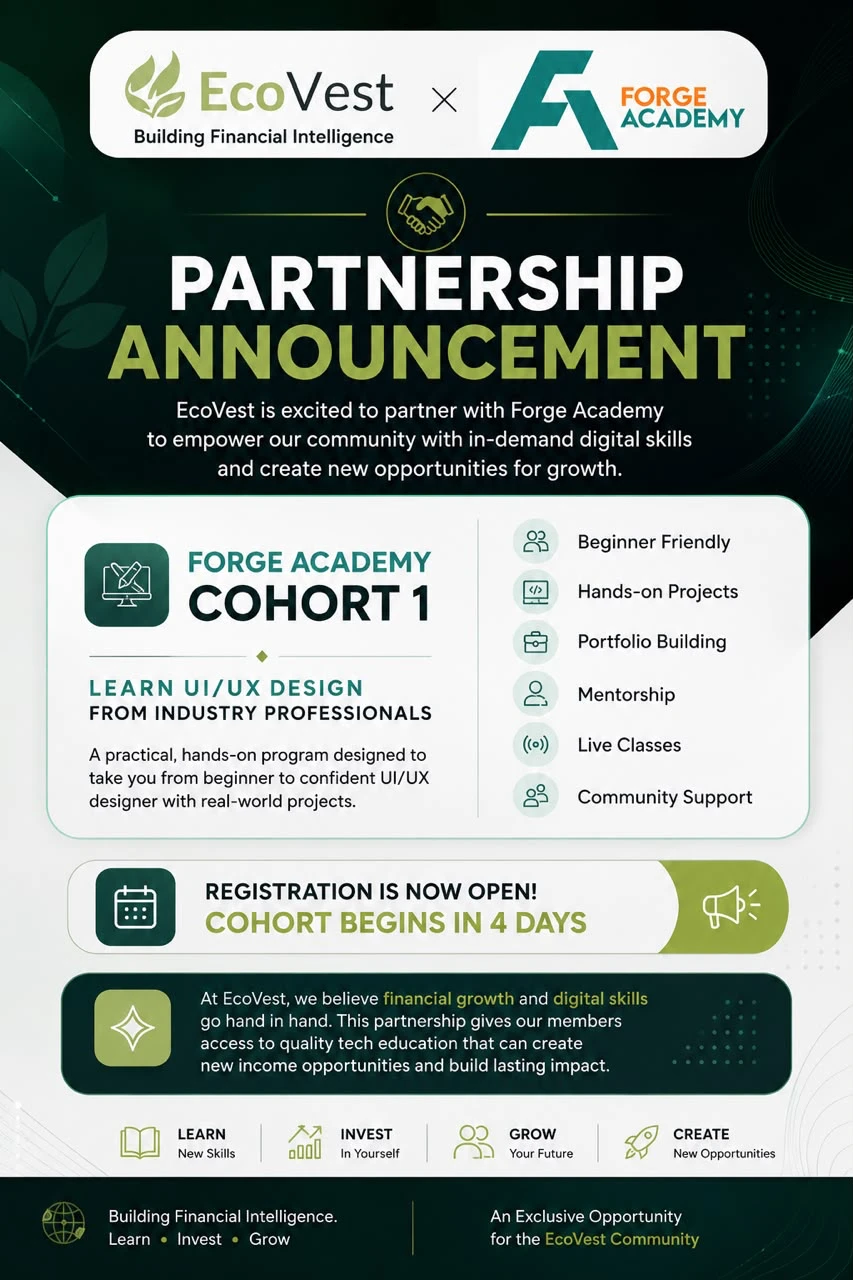 EcoVest
Building Financial Intelligence
FORGE
ACADEMY
PARTNERSHIP
ANNOUNCEMENT
EcoVest is excited to partner with Forge Academy
to empower our community with in-demand digital skills
and create new opportunities for growth.
FORGE ACADEMY
COHORT 1
LEARN UI/UX DESIGN
FROM INDUSTRY PROFESSIONALS
A practical, hands-on program designed to
take you from beginner to confident UI/UX
designer with real-world projects.
Beginner Friendly
Hands-on Projects
Portfolio Building
Mentorship
Live Classes
Community Support
REGISTRATION IS NOW OPEN!
COHORT BEGINS IN 4 DAYS
At EcoVest, we believe financial growth and digital skills
go hand in hand. This partnership gives our members
access to quality tech education that can create
new income opportunities and build lasting impact.
LEARN
New Skills
INVEST
In Yourself
GROW
Your Future
CREATE
New Opportunities
Building Financial Intelligence.
Learn • Invest • Grow
An Exclusive Opportunity
for the EcoVest Community